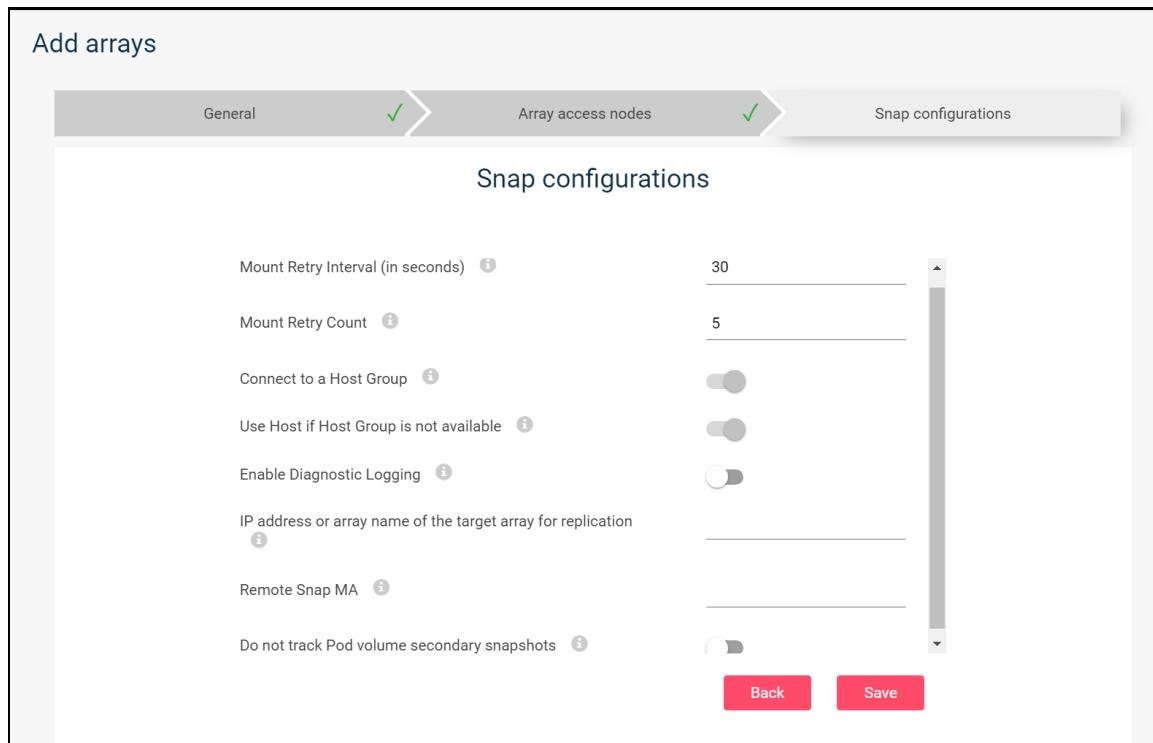 Add arrays
General
Array access nodes
Snap configurations
Snap configurations
Mount Retry Interval (in seconds)
30
Mount Retry Count
5
Connect to a Host Group
Use Host if Host Group is not available
Enable Diagnostic Logging
IP address or array name of the target array for replication
Remote Snap MA
Do not track Pod volume secondary snapshots
Back
Save